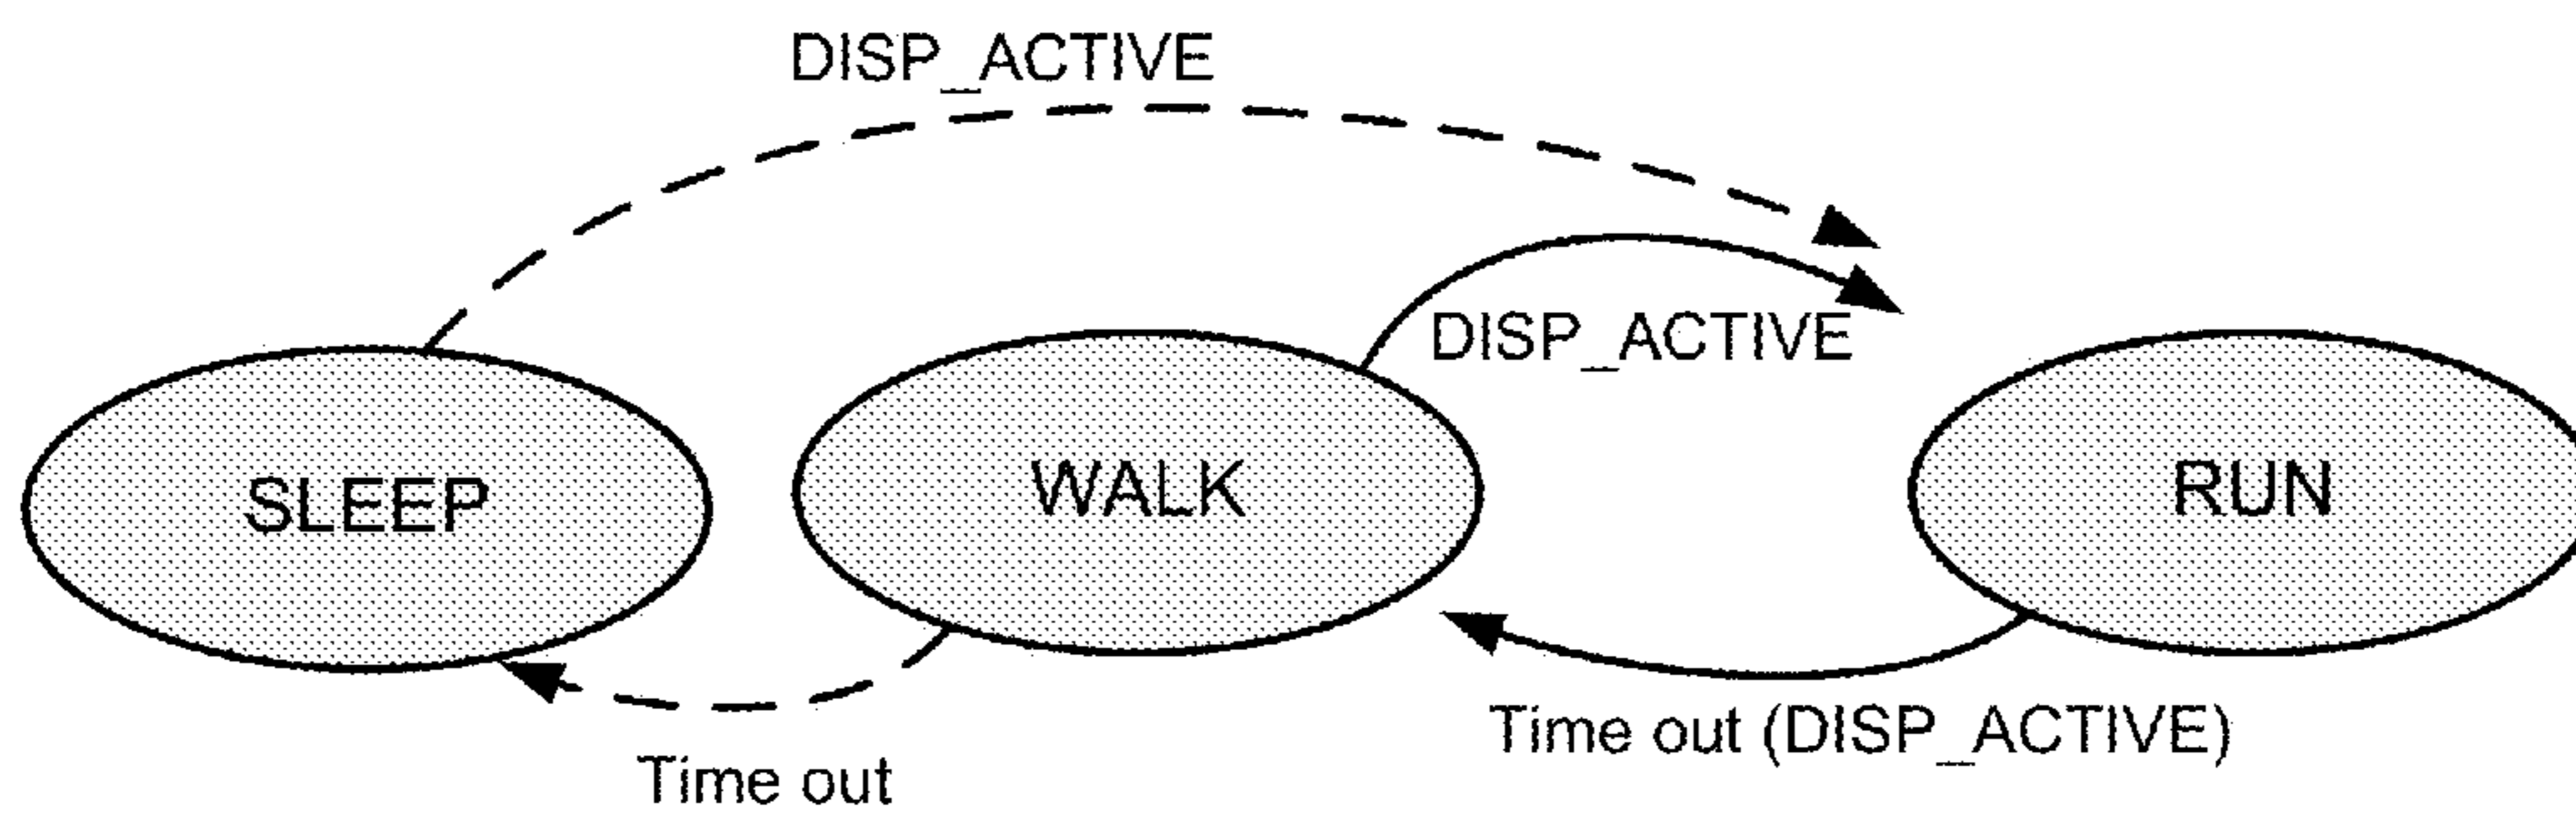 DISP_ACTIVE
DISP_ACTIVE
SLEEP
WALK
RUN
Time out (DISP_ACTIVE)
Time out